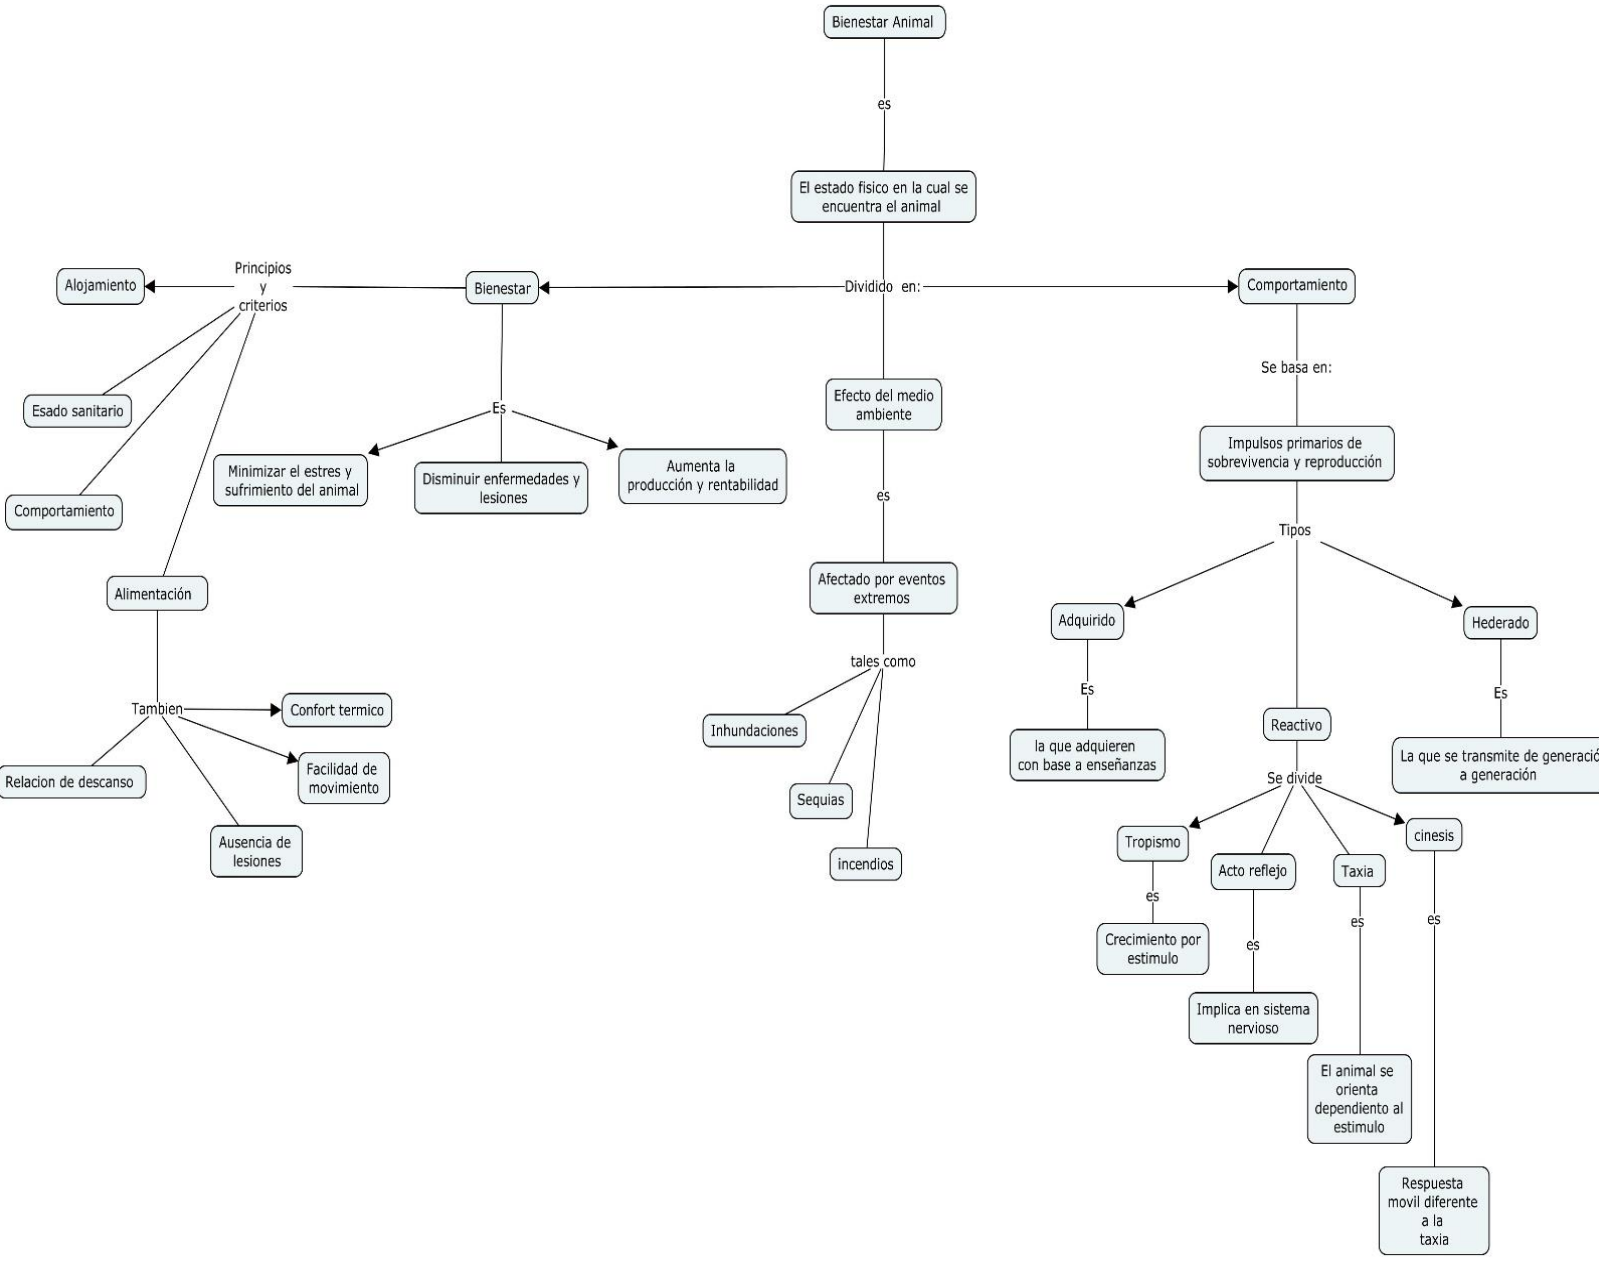 Bienestar Animal
es
El estado fisico en la cual se
encuentra el animal
Dividido en:
Bienestar
Principios
y
criterios
Alojamiento
Esado sanitario
Comportamiento
Alimentación
Tambien
Confort termico
Facilidad de
movimiento
Ausencia de
lesiones
Relacion de descanso
Es
Minimizar el estres y
sufrimiento del animal
Disminuir enfermedades y
lesiones
Aumenta la
producción y rentabilidad
Efecto del medio
ambiente
es
Afectado por eventos
extremos
tales como
Inhundaciones
Sequias
incendios
Comportamiento
Se basa en:
Impulsos primarios de
sobrevivencia y reproducción
Tipos
Adquirido
Es
la que adquieren
con base a enseñanzas
Reactivo
Se divide
Tropismo
es
Crecimiento por
estimulo
Acto reflejo
es
Implica en sistema
nervioso
Taxia
es
El animal se
orienta
dependiento al
estimulo
cinesis
es
Respuesta
movil diferente
a la
taxia
Hederado
Es
La que se transmite de generació
a generación